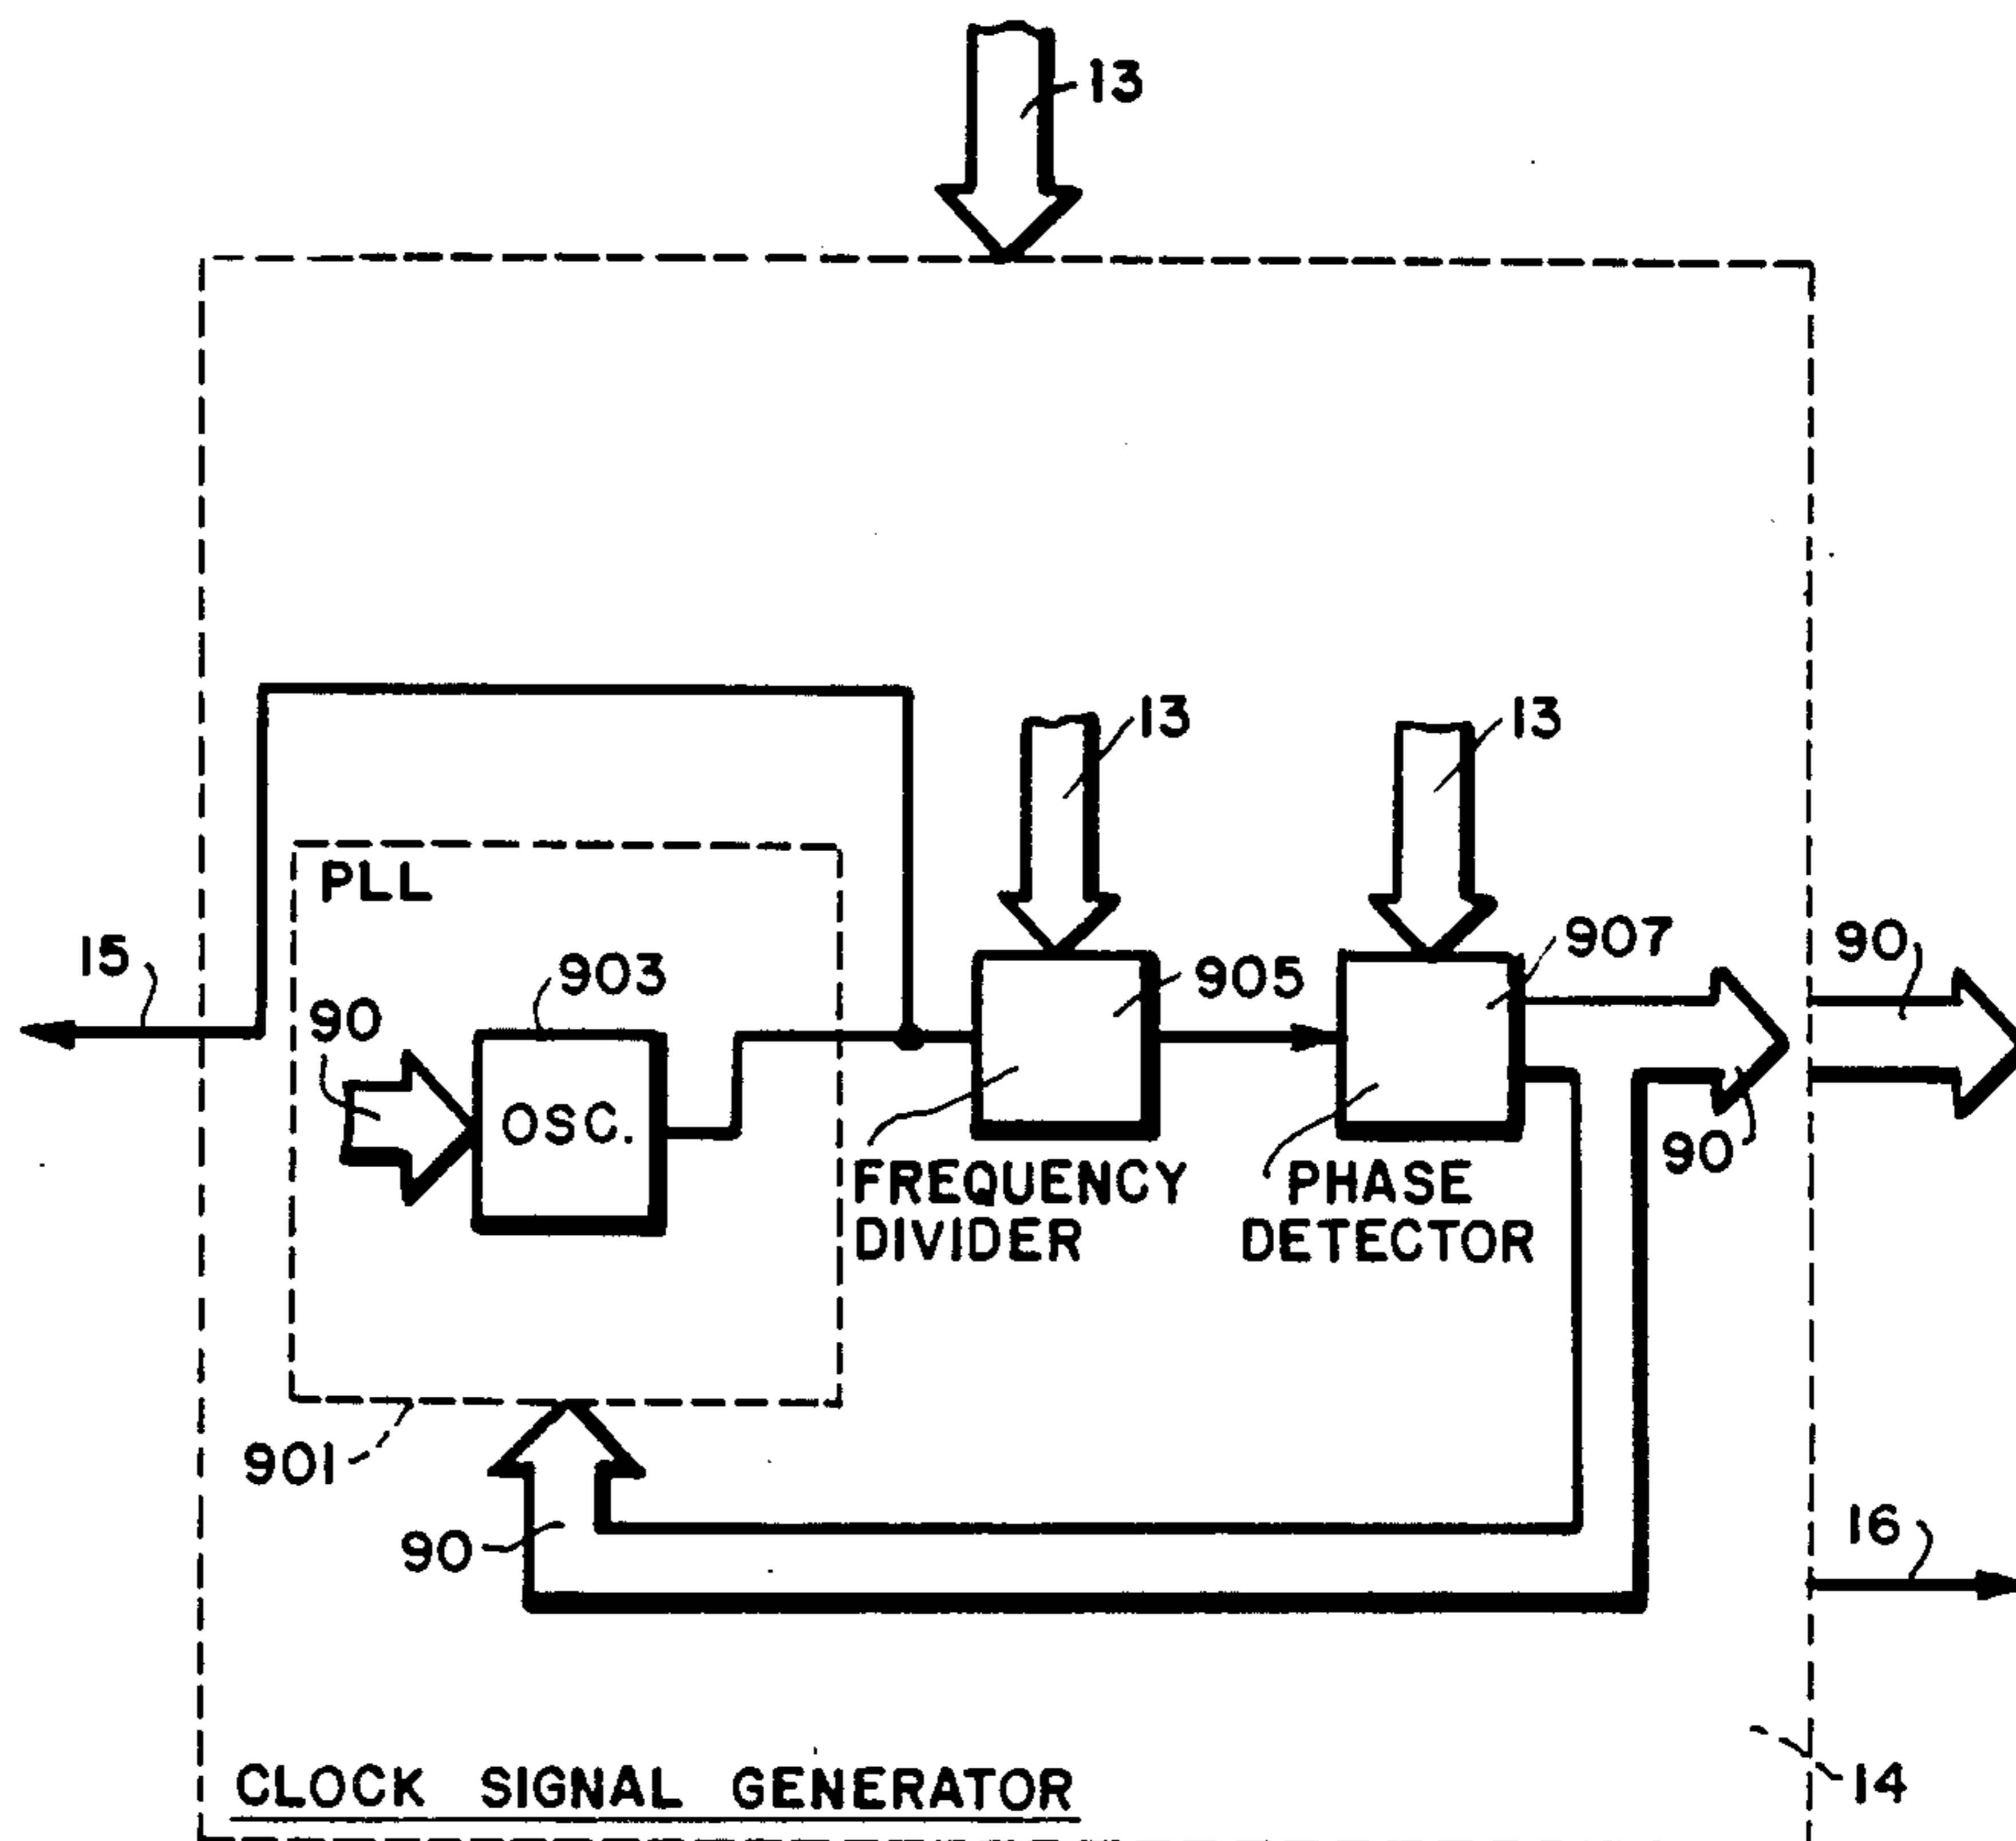 13
13
13
PLL
15
903
907
90
90
905
OSC.
90
FREQUENCY
DIVIDER
PHASE
DETECTOR
901
90
16
CLOCK SIGNAL GENERATOR
14